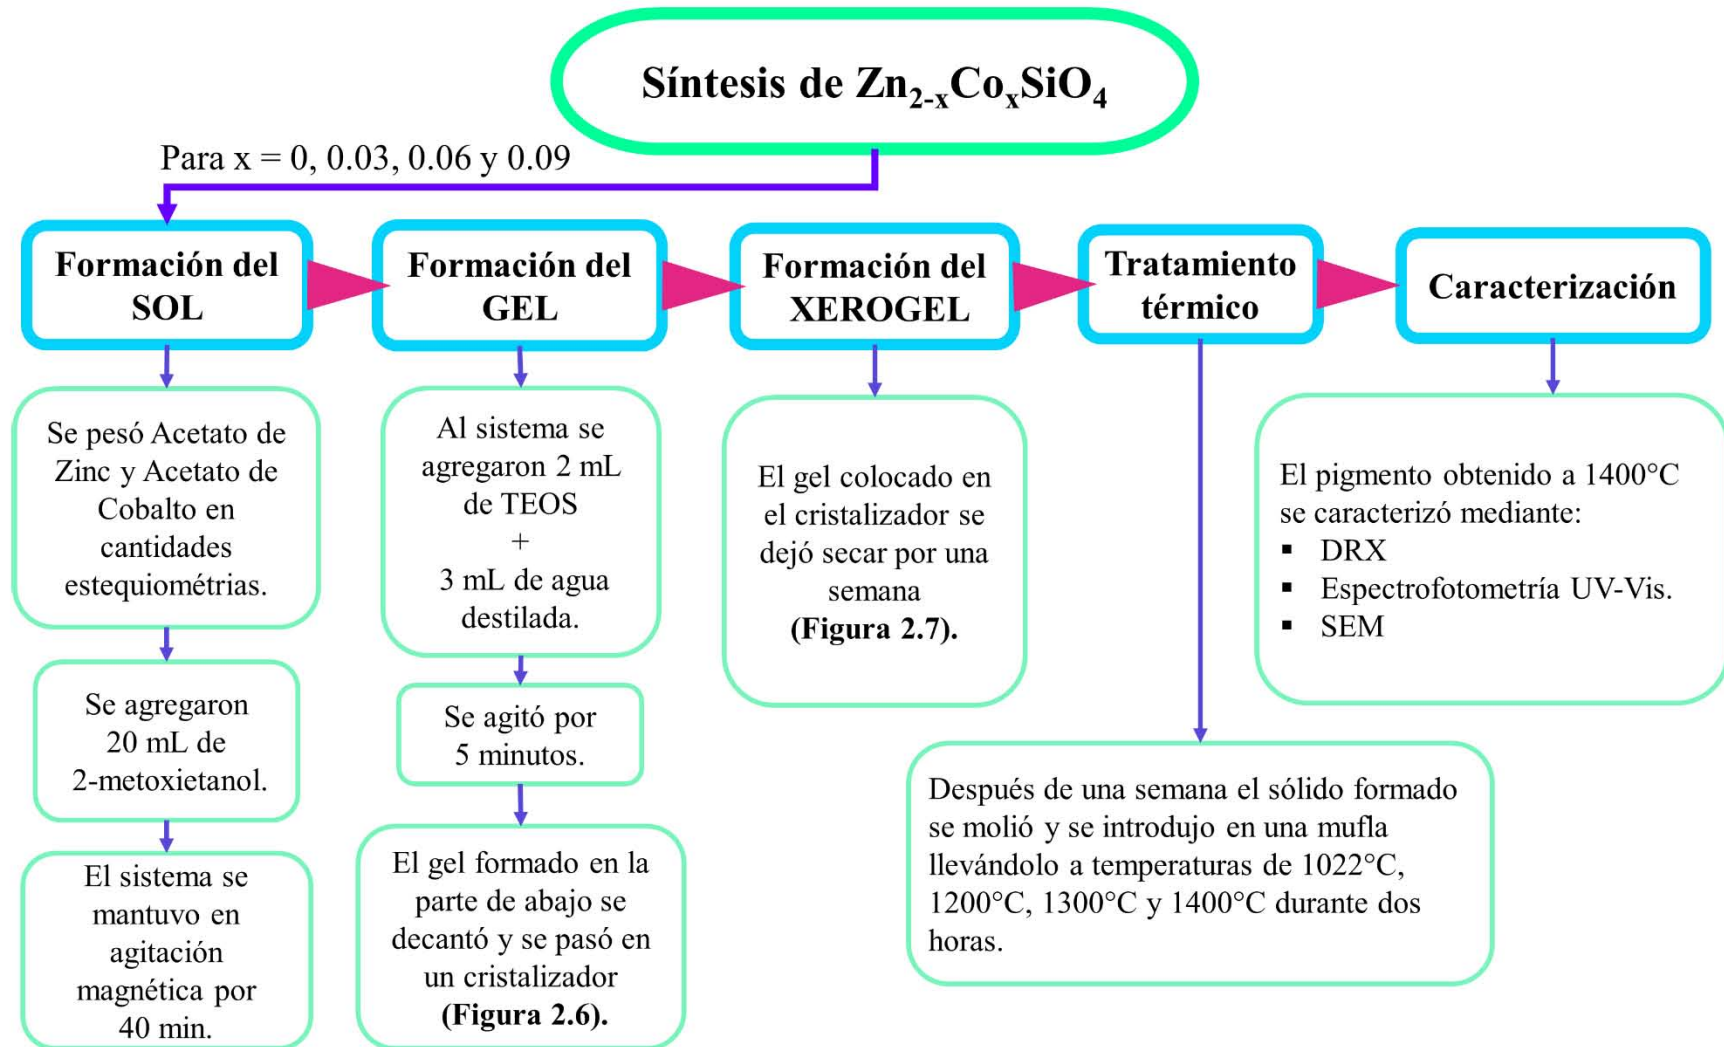 Síntesis de Zn₂₋ₓCoₓSiO₄
Para x = 0, 0.03, 0.06 y 0.09
Formación del
SOL
Formación del
GEL
Formación del
XEROGEL
Tratamiento
térmico
Caracterización
Se pesó Acetato de
Zinc y Acetato de
Cobalto en
cantidades
estequiométrias.
Se agregaron
20 mL de
2-metoxietanol.
El sistema se
mantuvo en
agitación
magnética por
40 min.
Al sistema se
agregaron 2 mL
de TEOS
+
3 mL de agua
destilada.
Se agitó por
5 minutos.
El gel formado en la
parte de abajo se
decantó y se pasó en
un cristalizador
(Figura 2.6).
El gel colocado en
el cristalizador se
dejó secar por una
semana
(Figura 2.7).
Después de una semana el sólido formado
se molió y se introdujo en una mufla
llevándolo a temperaturas de 1022°C,
1200°C, 1300°C y 1400°C durante dos
horas.
El pigmento obtenido a 1400°C
se caracterizó mediante:
▪ DRX
▪ Espectrofotometría UV-Vis.
▪ SEM